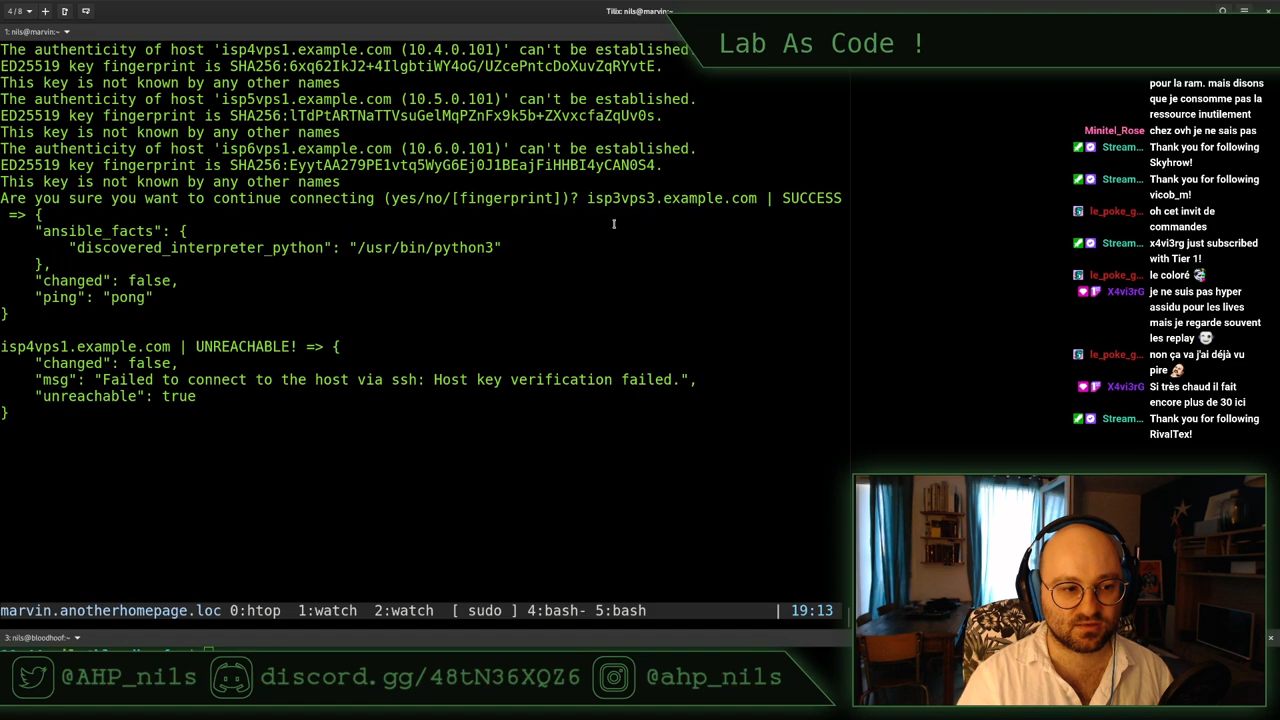 4/8
Tilix: nils@marvin:~
1: nils@marvin:~
Lab As Code !
The authenticity of host 'isp4vps1.example.com (10.4.0.101)' can't be established.
ED25519 key fingerprint is SHA256:6xq62IkJ2+4IlgbtiWY4oG/UZcePntcDoXuvZqRYvtE.
This key is not known by any other names
The authenticity of host 'isp5vps1.example.com (10.5.0.101)' can't be established.
ED25519 key fingerprint is SHA256:lTdPtARTNaTTVsuGelMqPZnFx9k5b+ZXvxcfaZqUv0s.
This key is not known by any other names
The authenticity of host 'isp6vps1.example.com (10.6.0.101)' can't be established.
ED25519 key fingerprint is SHA256:EyytAA279PE1vtq5WyG6Ej0J1BEajFiHHBI4yCAN0S4.
This key is not known by any other names
Are you sure you want to continue connecting (yes/no/[fingerprint])? isp3vps3.example.com | SUCCESS
=> {
"ansible_facts": {
"discovered_interpreter_python": "/usr/bin/python3"
},
"changed": false,
"ping": "pong"
}
isp4vps1.example.com | UNREACHABLE! => {
"changed": false,
"msg": "Failed to connect to the host via ssh: Host key verification failed.",
"unreachable": true
}
marvin.anotherhomepage.loc 0:htop 1:watch 2:watch [ sudo ] 4:bash- 5:bash | 19:13
3: nils@bloodhoof:~
pour la ram. mais disons
que je consomme pas la
ressource inutilement
Minitel_Rose chez ovh je ne sais pas
Stream... Thank you for following
Skyhrow!
Stream... Thank you for following
vicob_m!
le_poke_g... oh cet invit de
commandes
Stream... x4vi3rg just subscribed
with Tier 1!
le_poke_g... le coloré
X4vi3rG je ne suis pas hyper
assidu pour les lives
mais je regarde souvent
les replay
le_poke_g... non ça va j'ai déjà vu
pire
X4vi3rG Si très chaud il fait
encore plus de 30 ici
Stream... Thank you for following
RivalTex!
@AHP_nils
discord.gg/48tN36XQZ6
@ahp_nils